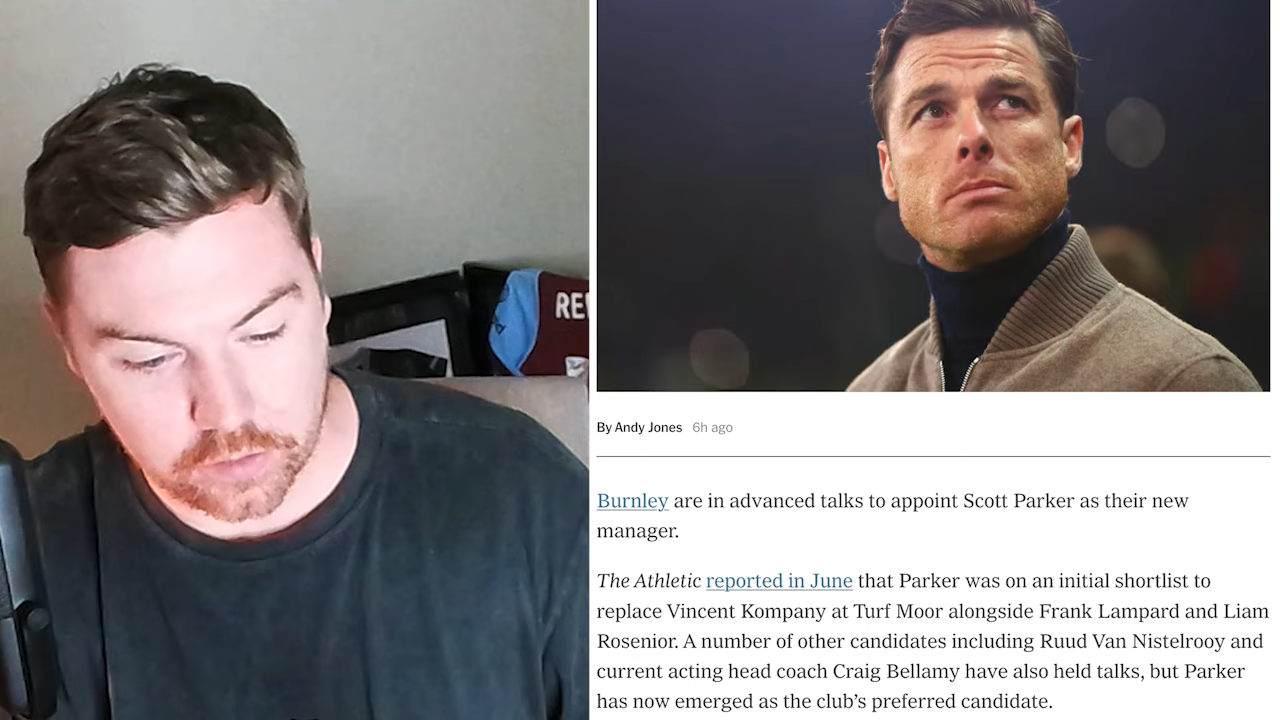 RE
By Andy Jones 6h ago
Burnley are in advanced talks to appoint Scott Parker as their new
manager.
The Athletic reported in June that Parker was on an initial shortlist to
replace Vincent Kompany at Turf Moor alongside Frank Lampard and Liam
Rosenior. A number of other candidates including Ruud Van Nistelrooy and
current acting head coach Craig Bellamy have also held talks, but Parker
has now emerged as the club’s preferred candidate.